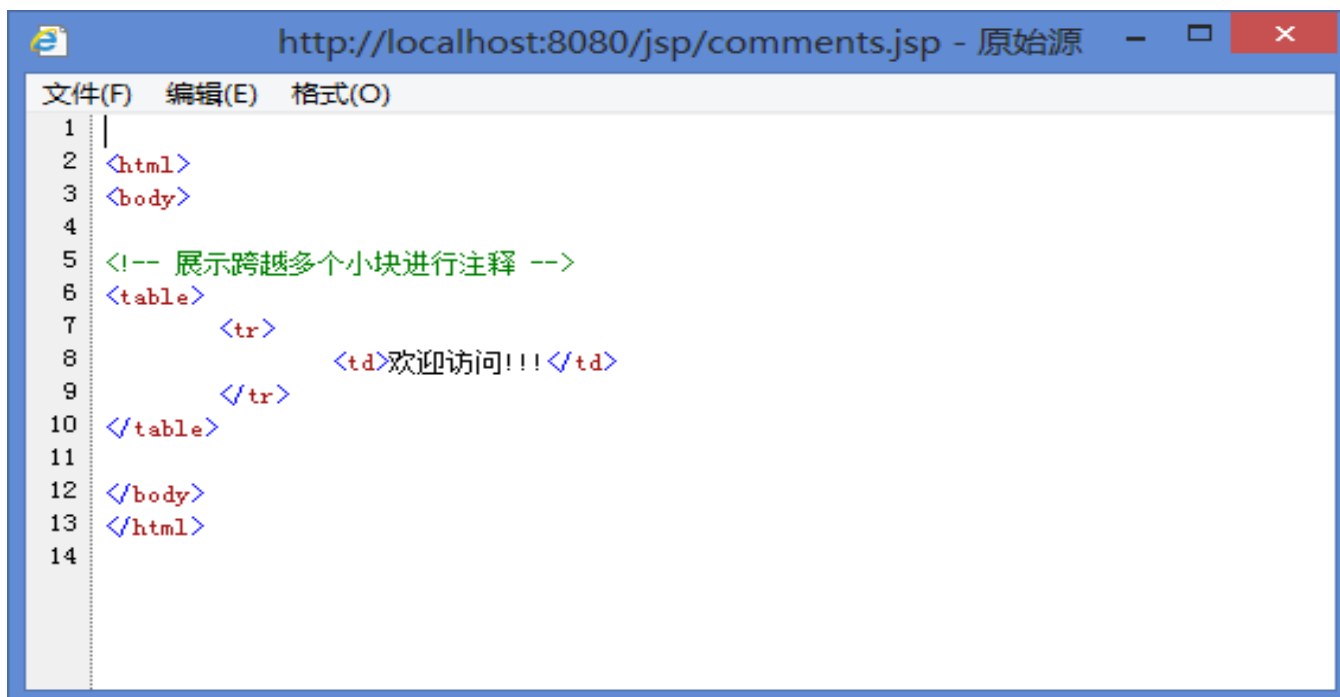 http://localhost:8080/jsp/comments.jsp - 原始源
文件(F) 编辑(E) 格式(O)
1
2 <html>
3 <body>
4
5 <!-- 展示跨越多个小块进行注释 -->
6 <table>
7 <tr>
8 <td>欢迎访问!!!</td>
9 </tr>
10 </table>
11
12 </body>
13 </html>
14